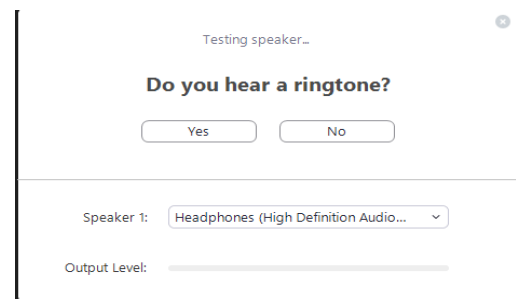 Testing speaker...
Do you hear a ringtone?
Yes No
Speaker 1: Headphones (High Definition Audio...
Output Level: